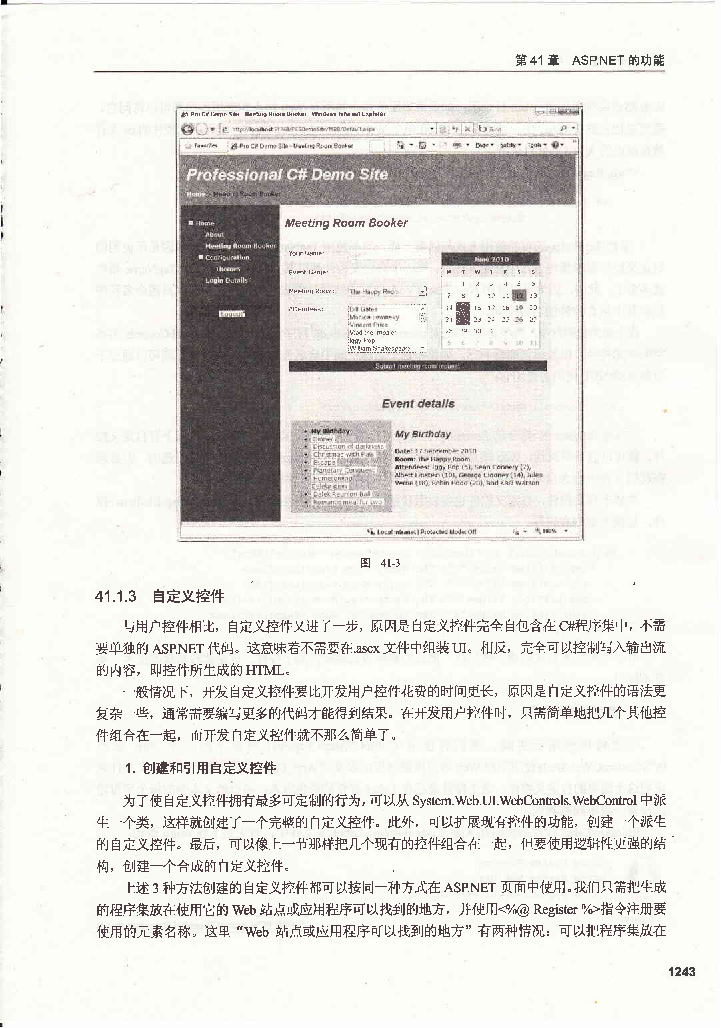 第 41 章 ASP.NET 的功能
Pro C# Demo Site - Meeting Room Booker - Windows Internet Explorer
Favorites Pro C# Demo Site - Meeting Room Booker
Page Safety Tools
Professional C# Demo Site
Home > Meeting Room Booker
Home
About
Meeting Room Booker
Configuration
Themes
Login Details
Logout
Meeting Room Booker
Your Name:
Event Name:
Meeting Room: The Happy Room
Attendees: Bill Gates
Monica Lewinsky
Vincent Price
Vlad the Impaler
Iggy Pop
William Shakespeare
June 2010
M T W T F S S
1 2 3 4 5 6
7 8 9 10 11 12 13
14 15 16 17 18 19 20
21 22 23 24 25 26 27
28 29 30 1 2 3 4
5 6 7 8 9 10 11
Submit meeting room request
Event details
My Birthday
Dinner
Discussion of darkness
Christmas with Pals
Escape
Planetary Conquest
Homecoming
Dalek Reunion Ball
Romantic meal for two
My Birthday
Date: 17 September 2010
Room: The Happy Room
Attendees: Iggy Pop (5), Sean Connery (7),
Albert Einstein (10), George Clooney (14), Jules
Verne (18), Robin Hood (20), and Karl Watson
Local intranet | Protected Mode: Off 100%
图 41-3
41.1.3 自定义控件
与用户控件相比，自定义控件又进了一步，原因是自定义控件完全自包含在 C#程序集中，不需
要单独的 ASP.NET 代码。这意味着不需要在.ascx 文件中组装 UI。相反，完全可以控制写入输出流
的内容，即控件所生成的 HTML。
一般情况下，开发自定义控件要比开发用户控件花费的时间更长，原因是自定义控件的语法更
复杂一些，通常需要编写更多的代码才能得到结果。在开发用户控件时，只需简单地把几个其他控
件组合在一起，而开发自定义控件就不那么简单了。
1. 创建和引用自定义控件
为了使自定义控件拥有最多可定制的行为，可以从 System.Web.UI.WebControls.WebControl 中派
生一个类，这样就创建了一个完整的自定义控件。此外，可以扩展现有控件的功能，创建一个派生
的自定义控件。最后，可以像上一节那样把几个现有的控件组合在一起，但要使用逻辑性更强的结
构，创建一个合成的自定义控件。
上述 3 种方法创建的自定义控件都可以按同一种方式在 ASP.NET 页面中使用。我们只需把生成
的程序集放在使用它的 Web 站点或应用程序可以找到的地方，并使用<%@ Register %>指令注册要
使用的元素名称。这里“Web 站点或应用程序可以找到的地方”有两种情况：可以把程序集放在
1243